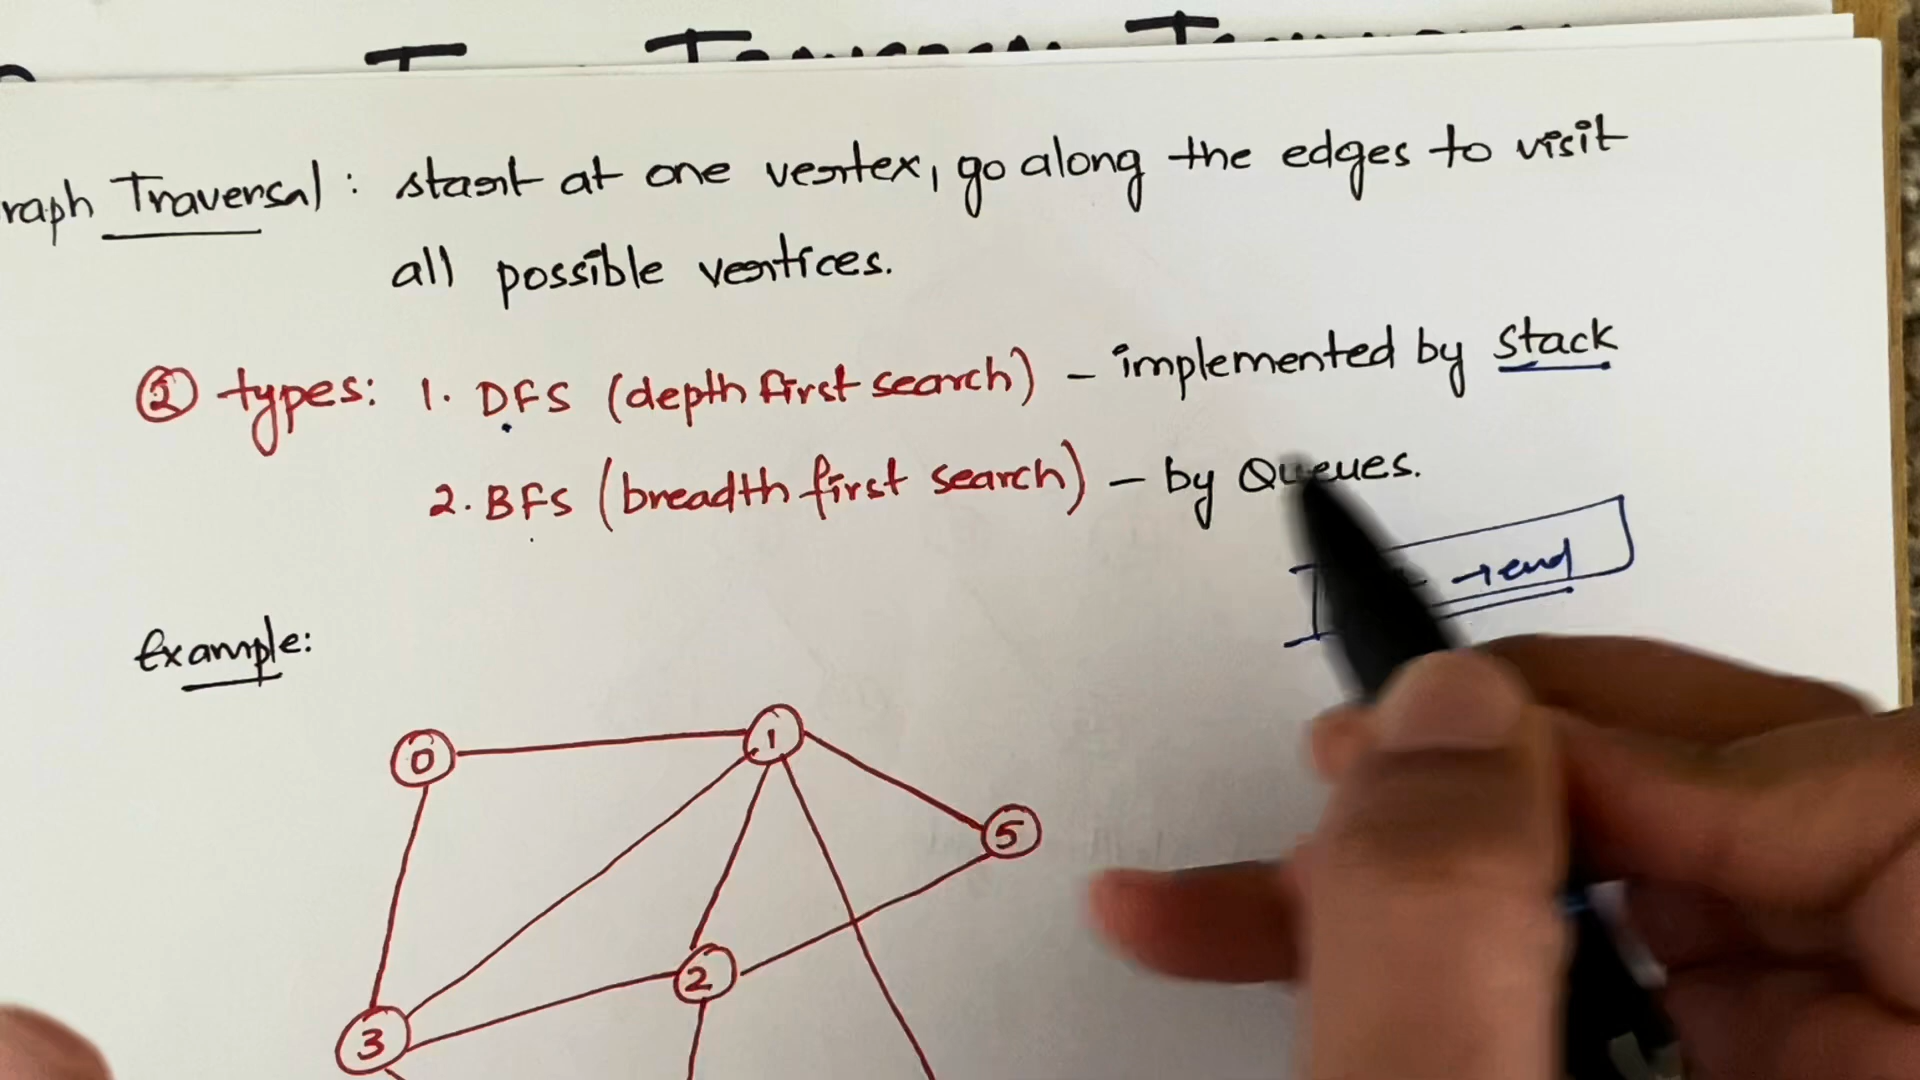 raph Traversal : start at one vertex, go along the edges to visit
all possible vertices.
② types: 1. DFS (depth first search) – implemented by stack
2. BFS (breadth first search) – by Queues.
→ end
Example:
0
1
5
2
3